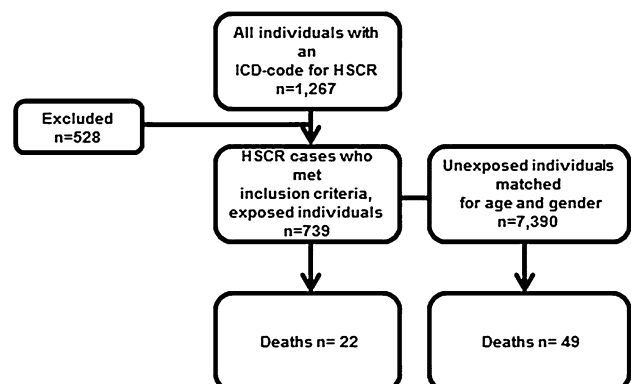 All individuals with
an
ICD-code for HSCR
n=1,267
Excluded
n=528
HSCR cases who
met
inclusion criteria,
exposed individuals
n=739
Unexposed individuals
matched
for age and gender
n=7,390
Deaths n= 22
Deaths n= 49